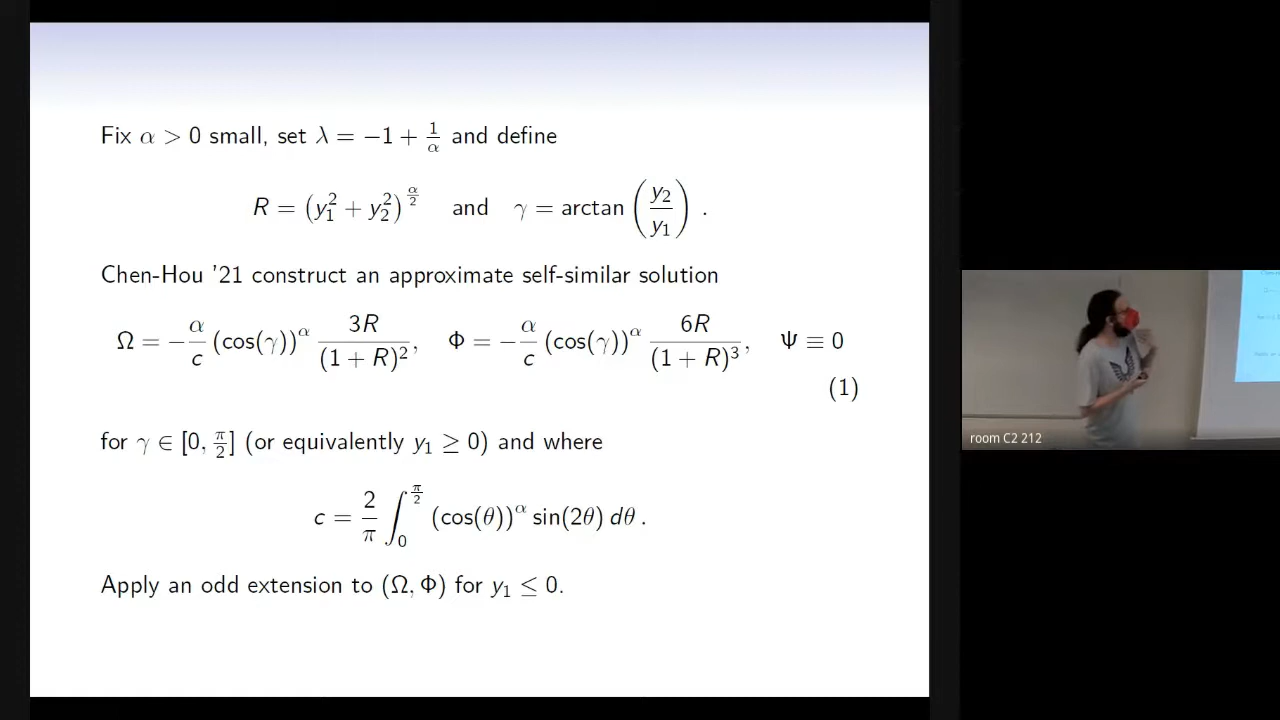 Fix α > 0 small, set λ = −1 + 1/α and define
R = (y₁² + y₂²)^(α/2) and γ = arctan (y₂/y₁) .
Chen-Hou '21 construct an approximate self-similar solution
Ω = −α/c (cos(γ))^α 3R/(1 + R)², Φ = −α/c (cos(γ))^α 6R/(1 + R)³, Ψ ≡ 0
(1)
for γ ∈ [0, π/2] (or equivalently y₁ ≥ 0) and where
c = 2/π ∫₀^(π/2) (cos(θ))^α sin(2θ) dθ .
Apply an odd extension to (Ω, Φ) for y₁ ≤ 0.
room C2 212